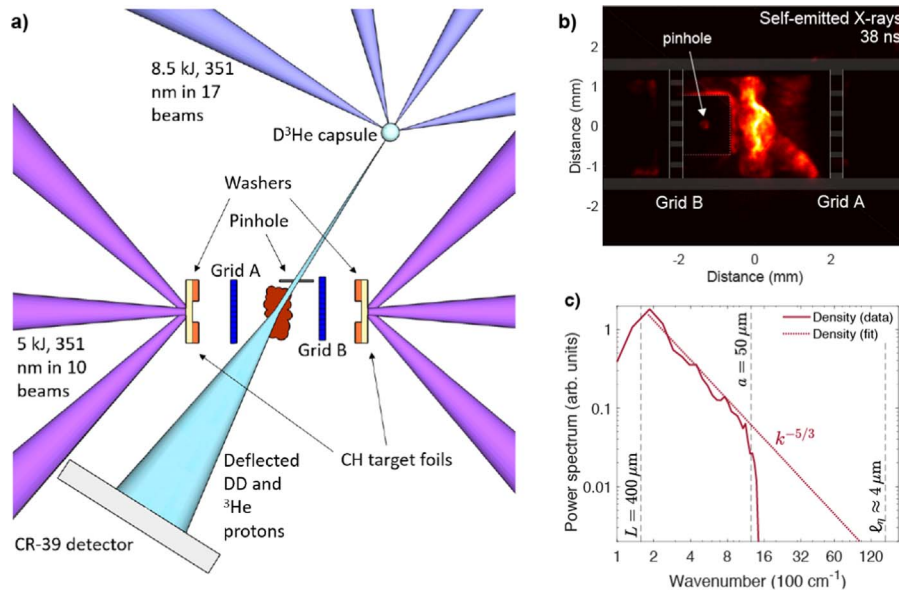 a)
8.5 kJ, 351
nm in 17
beams
D³He capsule
Washers
Pinhole
Grid A
Grid B
5 kJ, 351
nm in 10
beams
Deflected
DD and
³He
protons
CH target foils
CR-39 detector
b)
Self-emitted X-rays
38 ns
pinhole
Distance (mm)
2
1
0
-1
-2
Grid B
Grid A
-2
0
2
Distance (mm)
c)
Power spectrum (arb. units)
1
0.1
0.01
Density (data)
Density (fit)
L = 400 μm
a = 50 μm
ℓη ≈ 4 μm
k−5/3
1
2
4
8
16
32
60
120
Wavenumber (100 cm⁻¹)